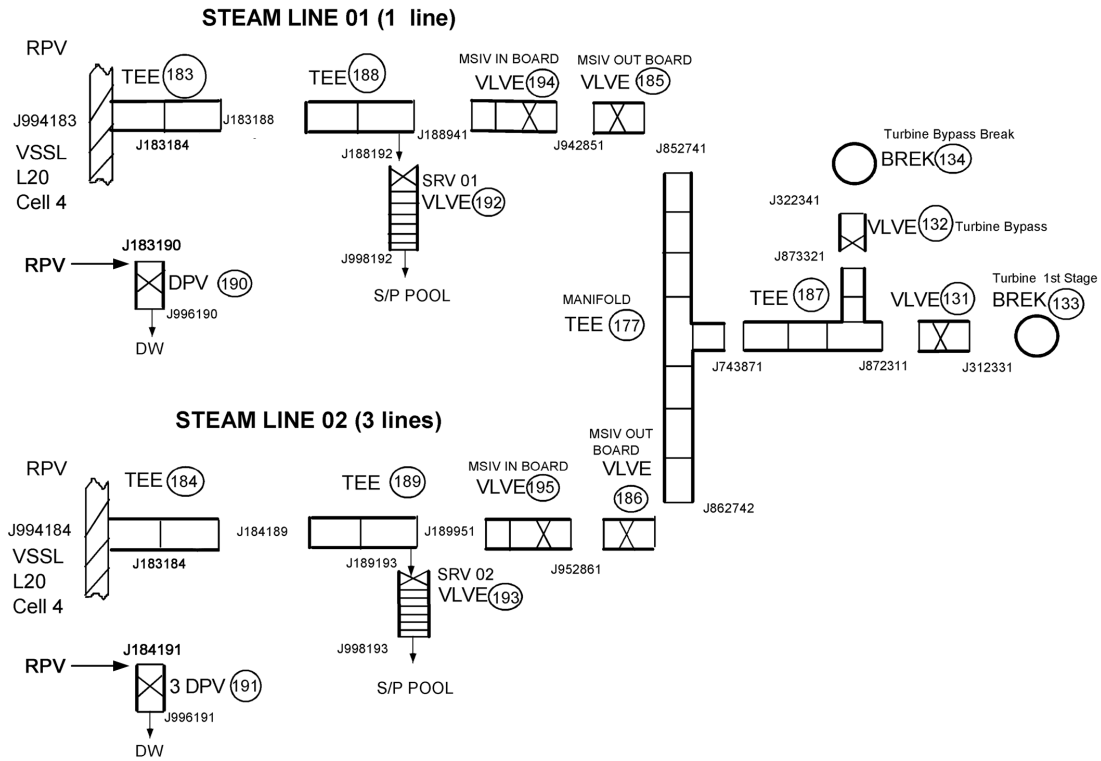 STEAM LINE 01 (1 line)
RPV
TEE 183
TEE 188
MSIV IN BOARD
VLVE 194
MSIV OUT BOARD
VLVE 185
J994183
J183188
J183184
J188941
J942851
J852741
VSSL
L20
Cell 4
J188192
SRV 01
VLVE 192
J998192
S/P POOL
Turbine Bypass Break
BREK 134
J322341
VLVE 132 Turbine Bypass
J873321
J183190
RPV
DPV 190
J996190
DW
MANIFOLD
TEE 177
TEE 187
VLVE 131
Turbine 1st Stage
BREK 133
J743871
J872311
J312331
STEAM LINE 02 (3 lines)
RPV
TEE 184
TEE 189
MSIV IN BOARD
VLVE 195
MSIV OUT
BOARD
VLVE
186
J862742
J994184
J184189
J189951
J183184
J189193
J952861
VSSL
L20
Cell 4
SRV 02
VLVE 193
J998193
S/P POOL
J184191
RPV
3 DPV 191
J996191
DW